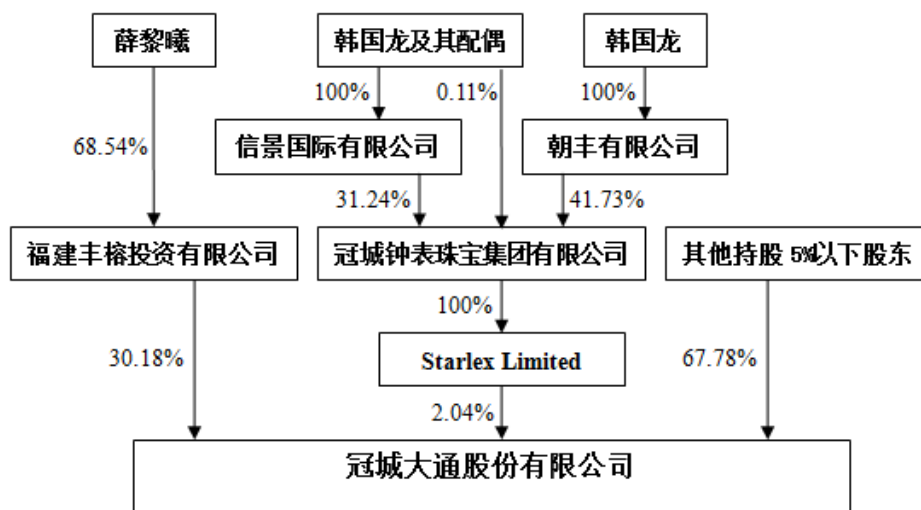 薛黎曦
韩国龙及其配偶
韩国龙
100%
0.11%
100%
68.54%
信景国际有限公司
朝丰有限公司
31.24%
41.73%
福建丰榕投资有限公司
冠城钟表珠宝集团有限公司
其他持股 5%以下股东
100%
30.18%
Starlex Limited
67.78%
2.04%
冠城大通股份有限公司